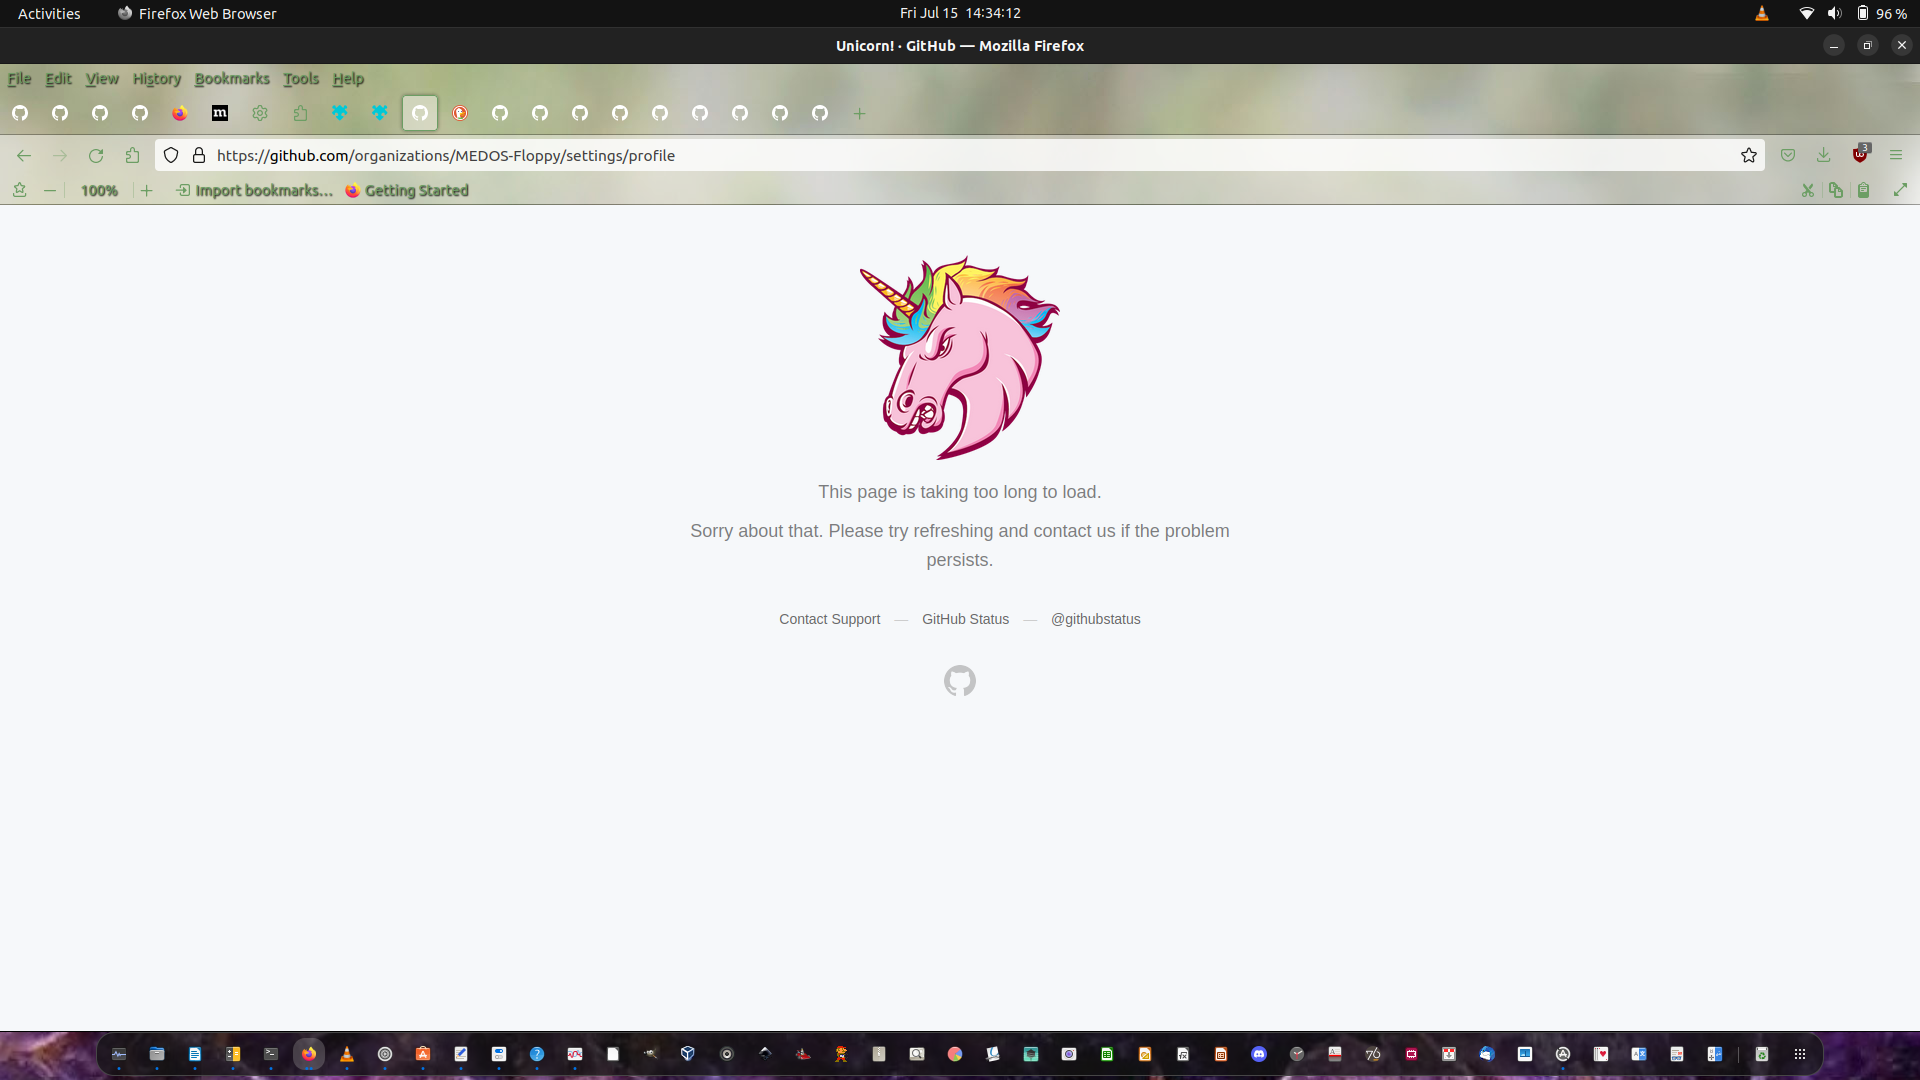 Activities Firefox Web Browser Fri Jul 15 14:34:12 96 %
Unicorn! · GitHub — Mozilla Firefox
File Edit View History Bookmarks Tools Help
m
https://github.com/organizations/MEDOS-Floppy/settings/profile 3
100% Import bookmarks... Getting Started
This page is taking too long to load.
Sorry about that. Please try refreshing and contact us if the problem
persists.
Contact Support — GitHub Status — @githubstatus